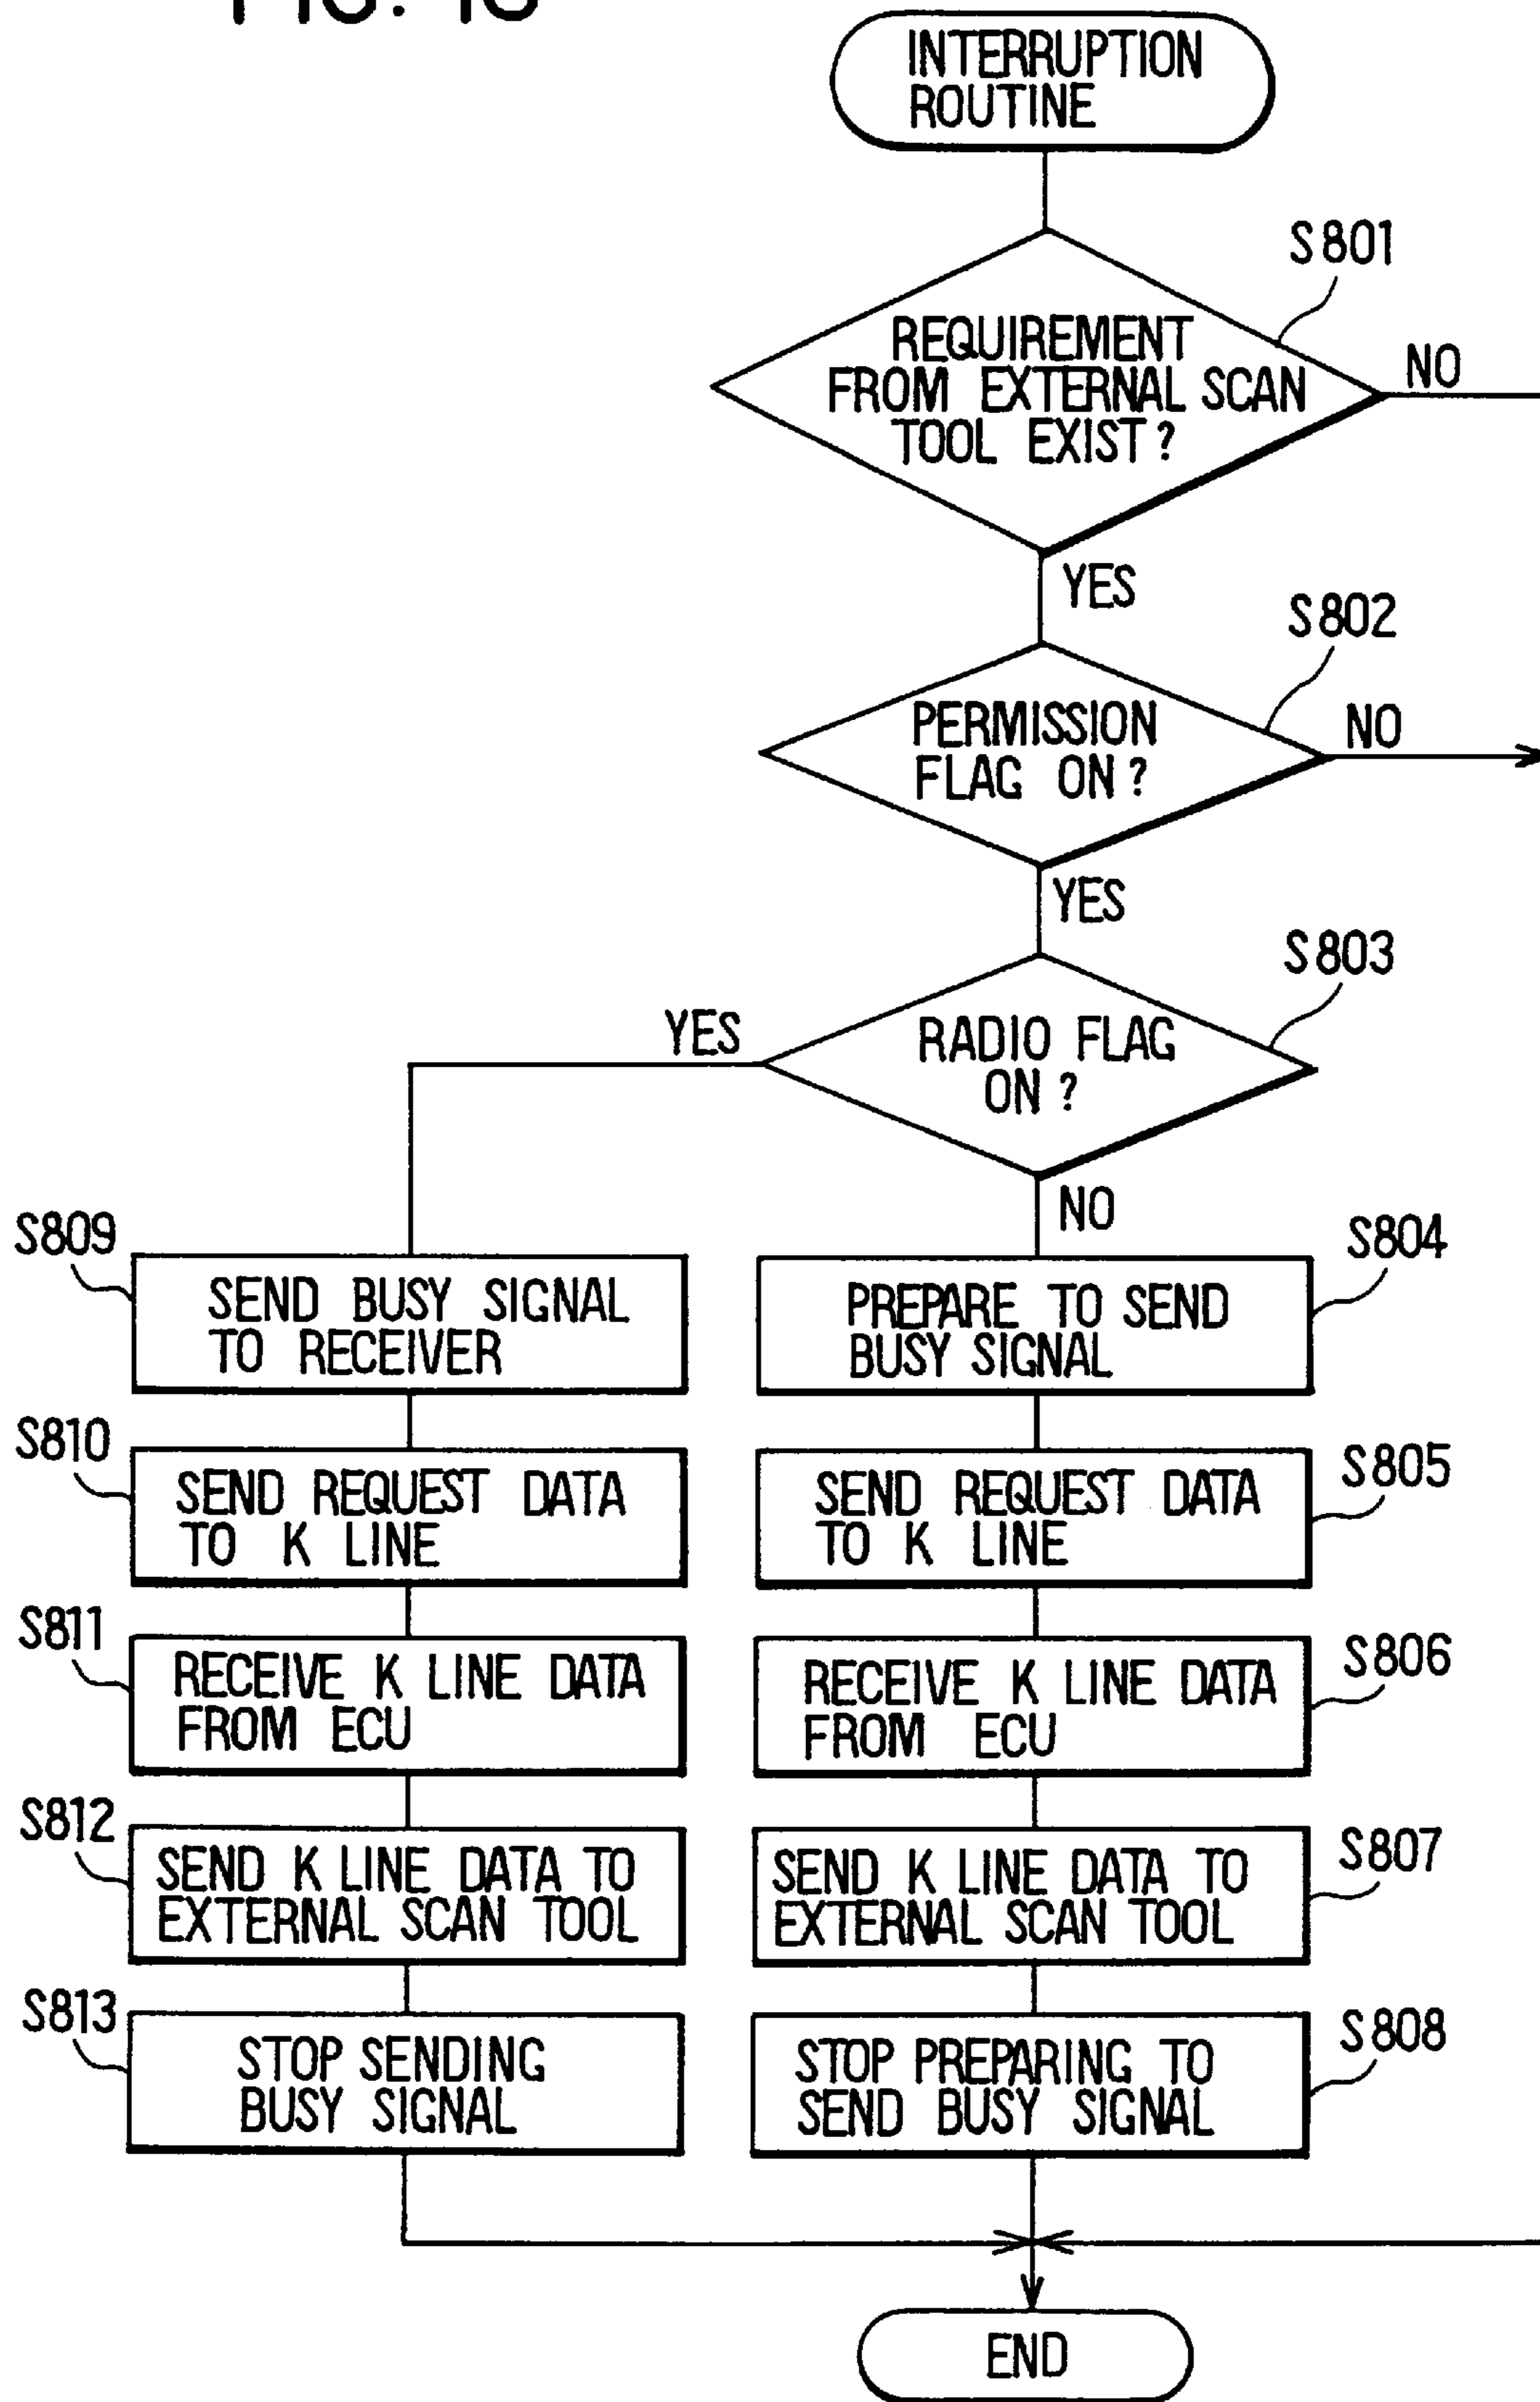 INTERRUPTION
ROUTINE
S801
REQUIREMENT
FROM EXTERNAL SCAN
TOOL EXIST?
NO
YES
S802
PERMISSION
FLAG ON?
NO
YES
S803
RADIO FLAG
ON?
YES
NO
S809
SEND BUSY SIGNAL
TO RECEIVER
S804
PREPARE TO SEND
BUSY SIGNAL
S810
SEND REQUEST DATA
TO K LINE
S805
SEND REQUEST DATA
TO K LINE
S811
RECEIVE K LINE DATA
FROM ECU
S806
RECEIVE K LINE DATA
FROM ECU
S812
SEND K LINE DATA TO
EXTERNAL SCAN TOOL
S807
SEND K LINE DATA TO
EXTERNAL SCAN TOOL
S813
STOP SENDING
BUSY SIGNAL
S808
STOP PREPARING TO
SEND BUSY SIGNAL
END